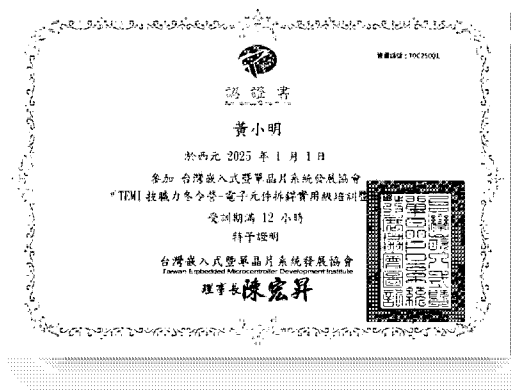 證書編號：T0C25001
認 證 書
黃小明
於西元 2025 年 1 月 1 日
參加 台灣嵌入式暨單晶片系統發展協會
"TEMI 技職力冬令營-電子元件拆銲實用級培訓暨
受訓期滿 12 小時
特予證明
台灣嵌入式暨單晶片系統發展協會
Taiwan Embedded Microcontroller Development Institute
理事長 陳宏昇